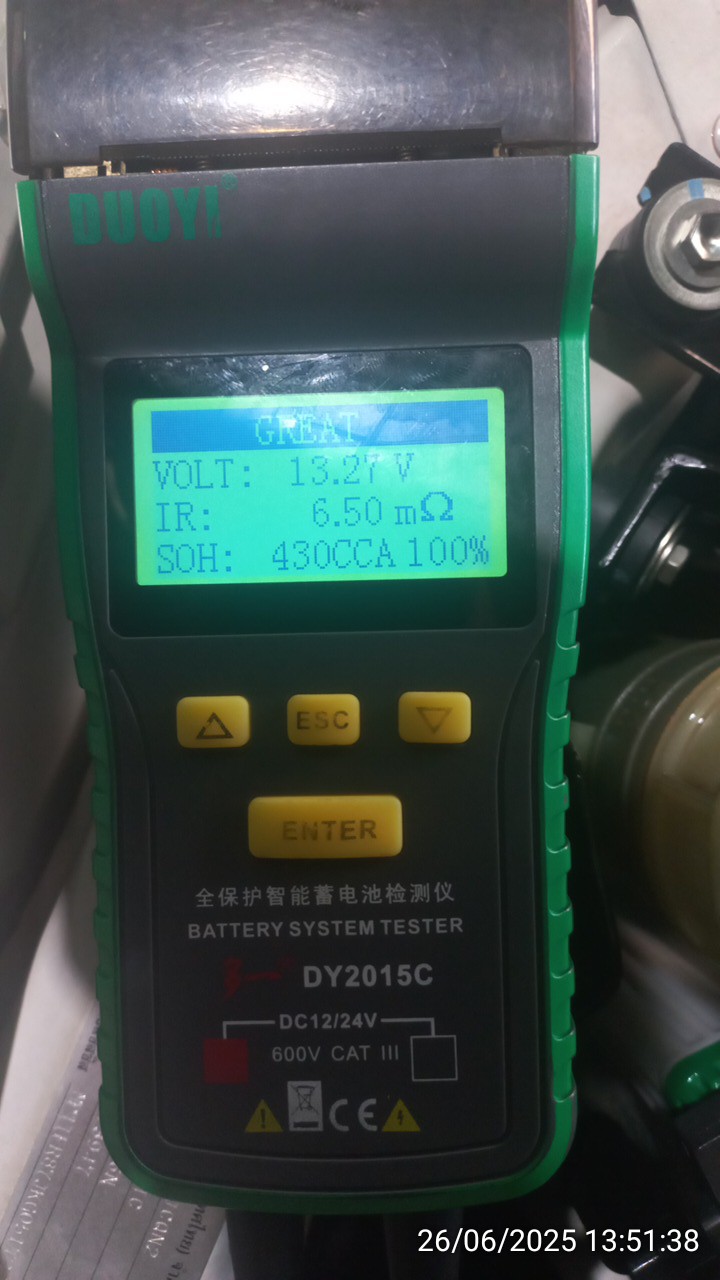 DUOYI®
GREAT
VOLT: 13.27 V
IR: 6.50 mΩ
SOH: 430CCA 100%
ESC
ENTER
全保护智能蓄电池检测仪
BATTERY SYSTEM TESTER
DY2015C
DC12/24V
600V CAT III
CE
26/06/2025 13:51:38